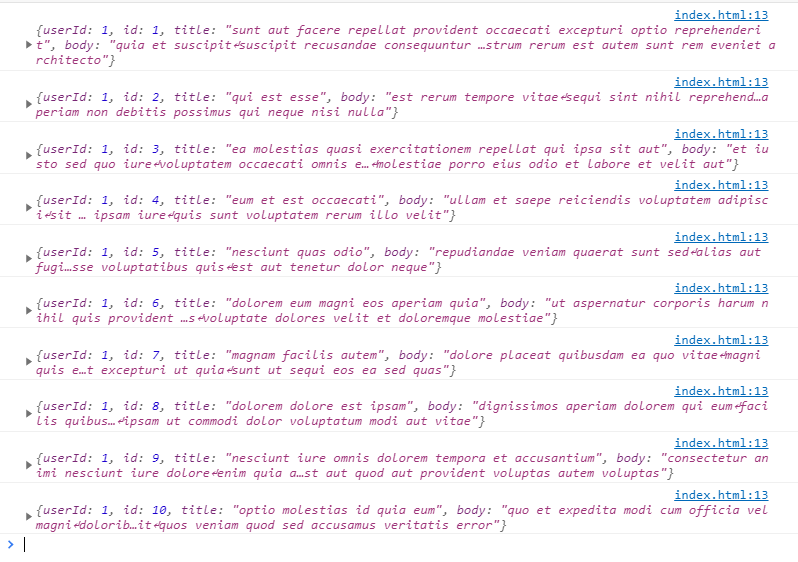 index.html:13
{userId: 1, id: 1, title: "sunt aut facere repellat provident occaecati excepturi optio reprehenderi
t", body: "quia et suscipit↵suscipit recusandae consequuntur …strum rerum est autem sunt rem eveniet a
rchitecto"}
index.html:13
{userId: 1, id: 2, title: "qui est esse", body: "est rerum tempore vitae↵sequi sint nihil reprehend…a
periam non debitis possimus qui neque nisi nulla"}
index.html:13
{userId: 1, id: 3, title: "ea molestias quasi exercitationem repellat qui ipsa sit aut", body: "et iu
sto sed quo iure↵voluptatem occaecati omnis e…↵molestiae porro eius odio et labore et velit aut"}
index.html:13
{userId: 1, id: 4, title: "eum et est occaecati", body: "ullam et saepe reiciendis voluptatem adipisc
i↵sit … ipsam iure↵quis sunt voluptatem rerum illo velit"}
index.html:13
{userId: 1, id: 5, title: "nesciunt quas odio", body: "repudiandae veniam quaerat sunt sed↵alias aut
fugi…sse voluptatibus quis↵est aut tenetur dolor neque"}
index.html:13
{userId: 1, id: 6, title: "dolorem eum magni eos aperiam quia", body: "ut aspernatur corporis harum n
ihil quis provident …s↵voluptate dolores velit et doloremque molestiae"}
index.html:13
{userId: 1, id: 7, title: "magnam facilis autem", body: "dolore placeat quibusdam ea quo vitae↵magni
quis e…t excepturi ut quia↵sunt ut sequi eos ea sed quas"}
index.html:13
{userId: 1, id: 8, title: "dolorem dolore est ipsam", body: "dignissimos aperiam dolorem qui eum↵faci
lis quibus…↵ipsam ut commodi dolor voluptatum modi aut vitae"}
index.html:13
{userId: 1, id: 9, title: "nesciunt iure omnis dolorem tempora et accusantium", body: "consectetur an
imi nesciunt iure dolore↵enim quia a…st aut quod aut provident voluptas autem voluptas"}
index.html:13
{userId: 1, id: 10, title: "optio molestias id quia eum", body: "quo et expedita modi cum officia vel
magni↵dolorib…it↵quos veniam quod sed accusamus veritatis error"}